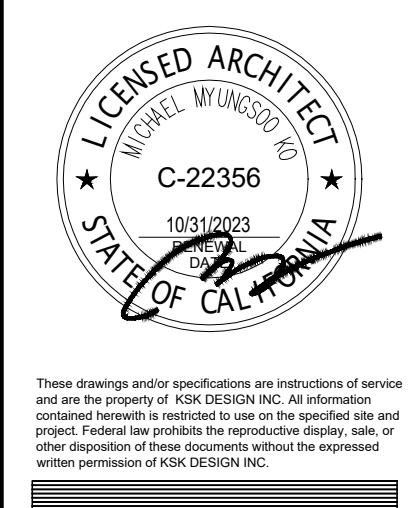 LICENSED ARCHITECT
MICHAEL MYUNGSOO KO
C-22356
10/31/2023
RENEWAL
DATE
STATE OF CALIFORNIA
These drawings and/or specifications are instructions of service
and are the property of KSK DESIGN INC. All information
contained herewith is restricted to use on the specified site and
project. Federal law prohibits the reproductive display, sale, or
other disposition of these documents without the expressed
written permission of KSK DESIGN INC.